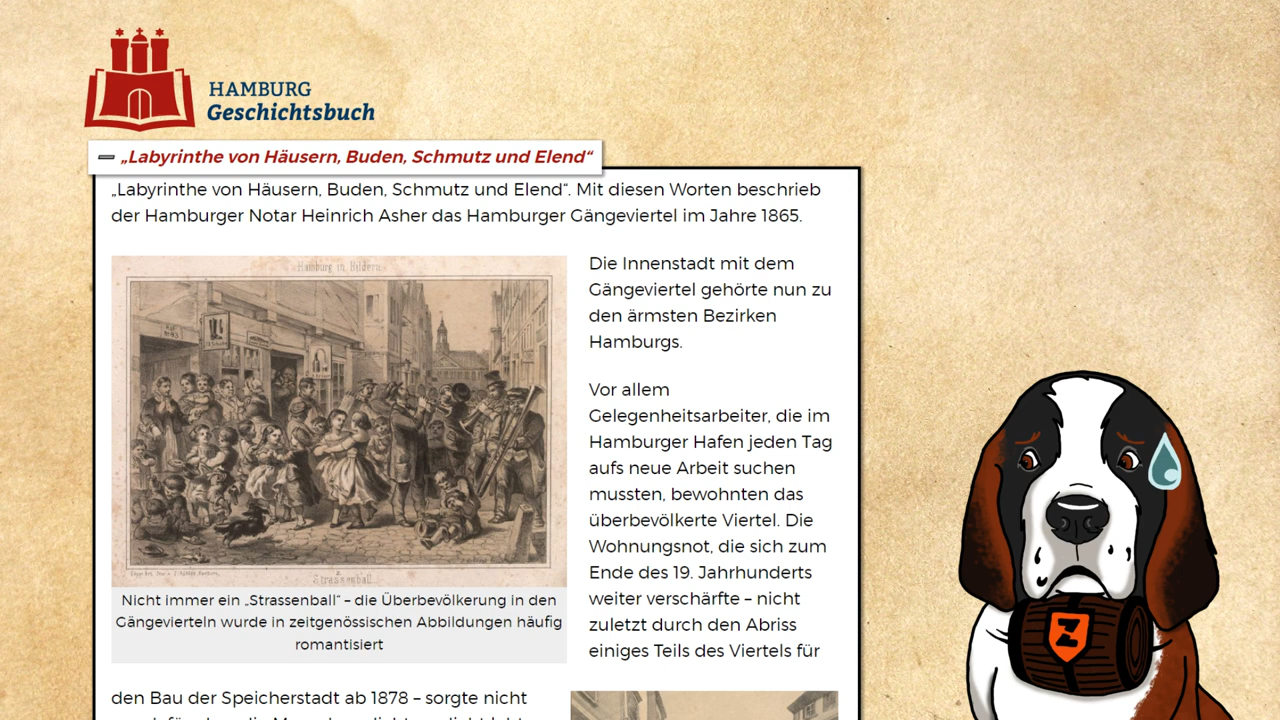 HAMBURG
Geschichtsbuch
„Labyrinthe von Häusern, Buden, Schmutz und Elend“
„Labyrinthe von Häusern, Buden, Schmutz und Elend“. Mit diesen Worten beschrieb
der Hamburger Notar Heinrich Asher das Hamburger Gängeviertel im Jahre 1865.
Hamburg in Bildern
Strassenball
Nicht immer ein „Strassenball“ – die Überbevölkerung in den
Gängevierteln wurde in zeitgenössischen Abbildungen häufig
romantisiert
Die Innenstadt mit dem
Gängeviertel gehörte nun zu
den ärmsten Bezirken
Hamburgs.
Vor allem
Gelegenheitsarbeiter, die im
Hamburger Hafen jeden Tag
aufs neue Arbeit suchen
mussten, bewohnten das
überbevölkerte Viertel. Die
Wohnungsnot, die sich zum
Ende des 19. Jahrhunderts
weiter verschärfte – nicht
zuletzt durch den Abriss
einiges Teils des Viertels für
den Bau der Speicherstadt ab 1878 – sorgte nicht
Z